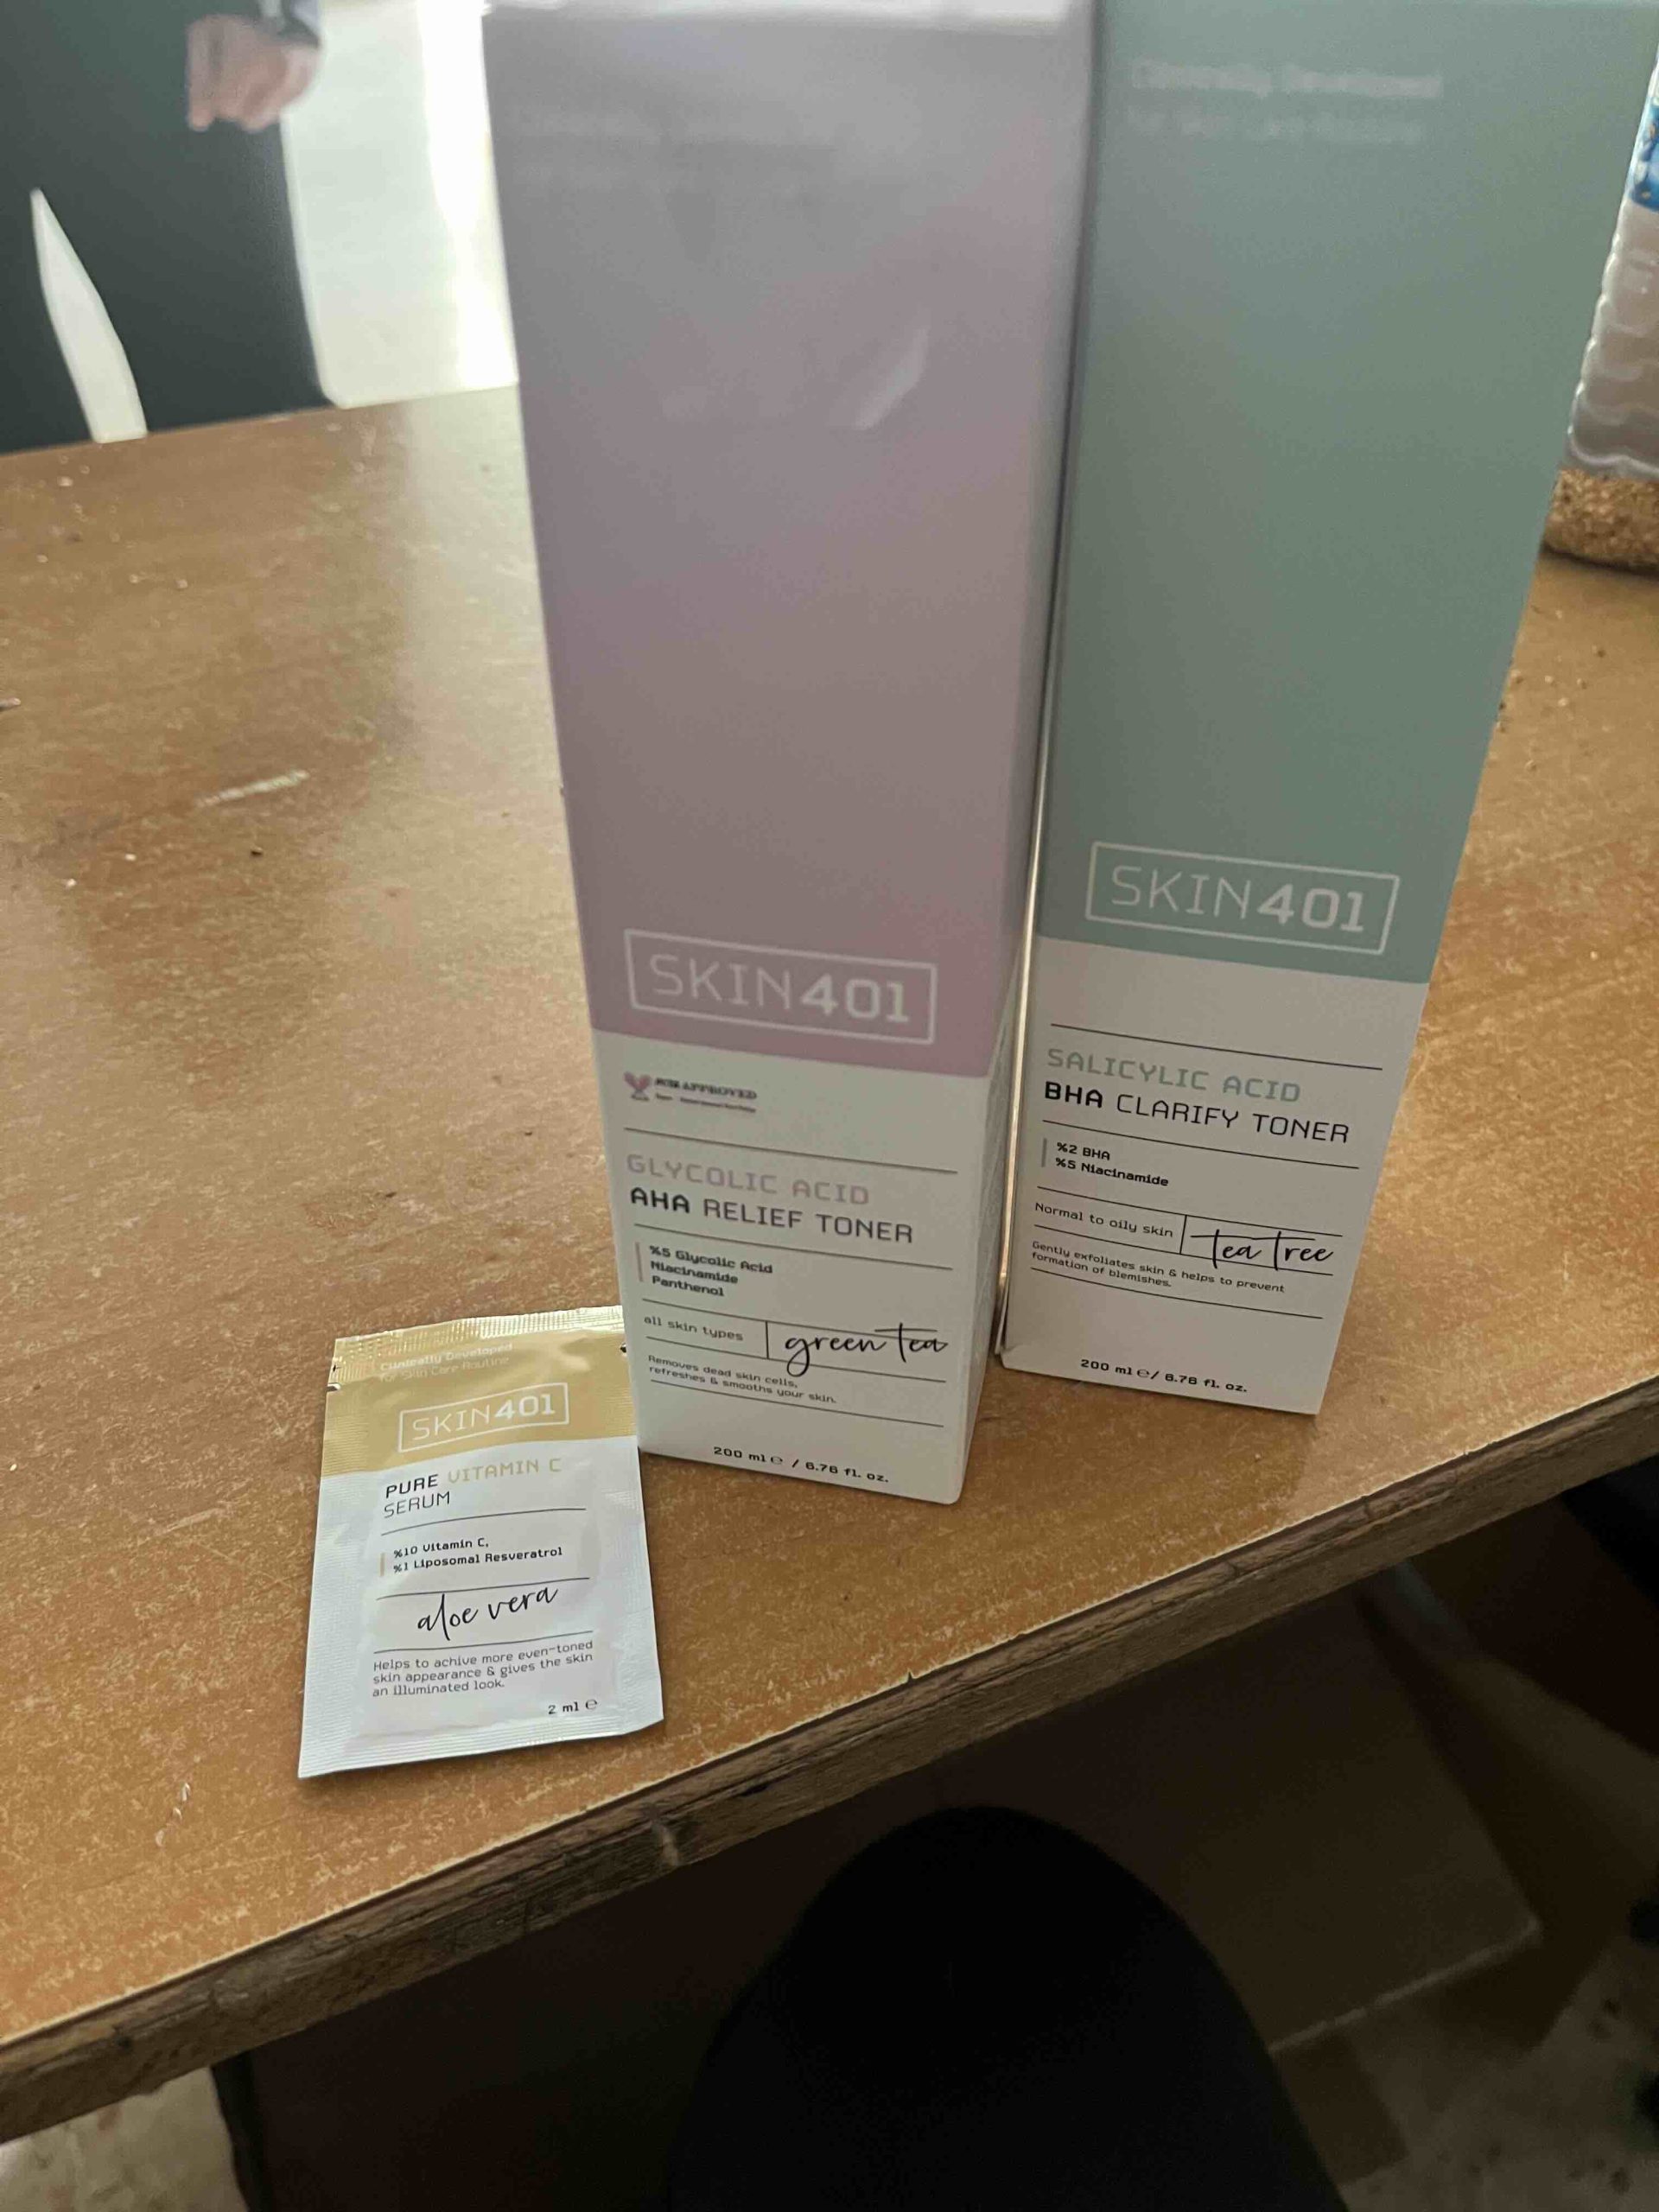 SKIN401
APPROVED
GLYCOLIC ACID
AHA RELIEF TONER
%5 Glycolic Acid
Niacinamide
Panthenol
all skin types
green tea
Removes dead skin cells,
refreshes & smooths your skin.
200 ml ℮ / 6.76 fl. oz.
Clinically Developed
SKIN401
SALICYLIC ACID
BHA CLARIFY TONER
%2 BHA
%5 Niacinamide
Normal to oily skin
tea tree
Gently exfoliates skin & helps to prevent
formation of blemishes.
200 ml ℮/ 6.76 fl. oz.
Clinically Developed
for Skin Care Routine
SKIN401
PURE VITAMIN C
SERUM
%10 Vitamin C,
%1 Liposomal Resveratrol
aloe vera
Helps to achive more even-toned
skin appearance & gives the skin
an illuminated look.
2 ml ℮